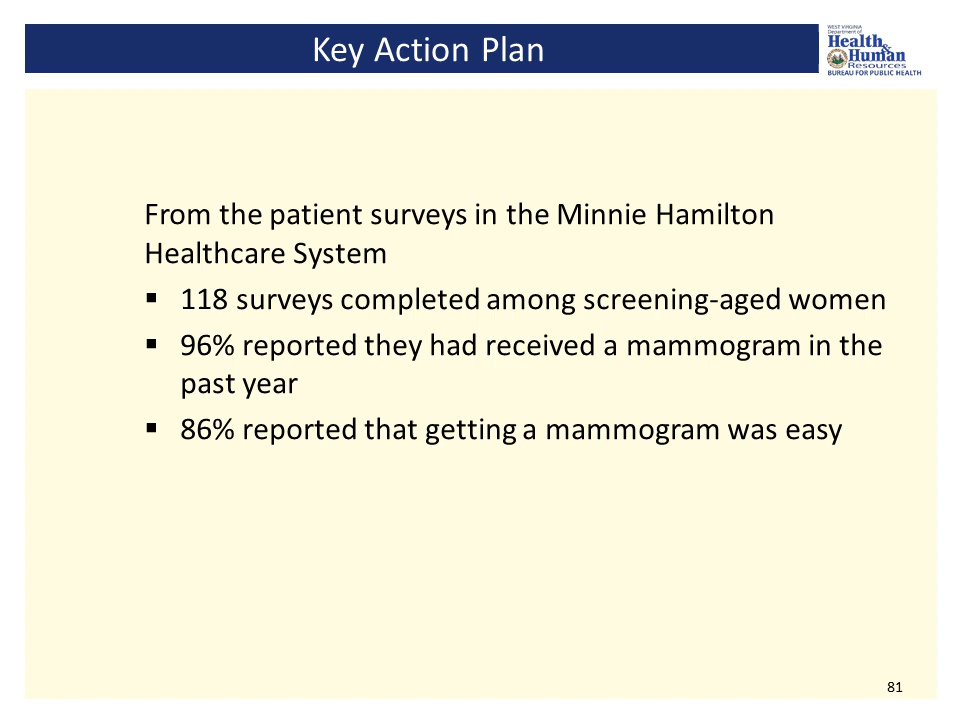 Key Action Plan
WEST VIRGINIA
Department of
Health &
Human
Resources
BUREAU FOR PUBLIC HEALTH
From the patient surveys in the Minnie Hamilton
Healthcare System
▪ 118 surveys completed among screening-aged women
▪ 96% reported they had received a mammogram in the
past year
▪ 86% reported that getting a mammogram was easy
81